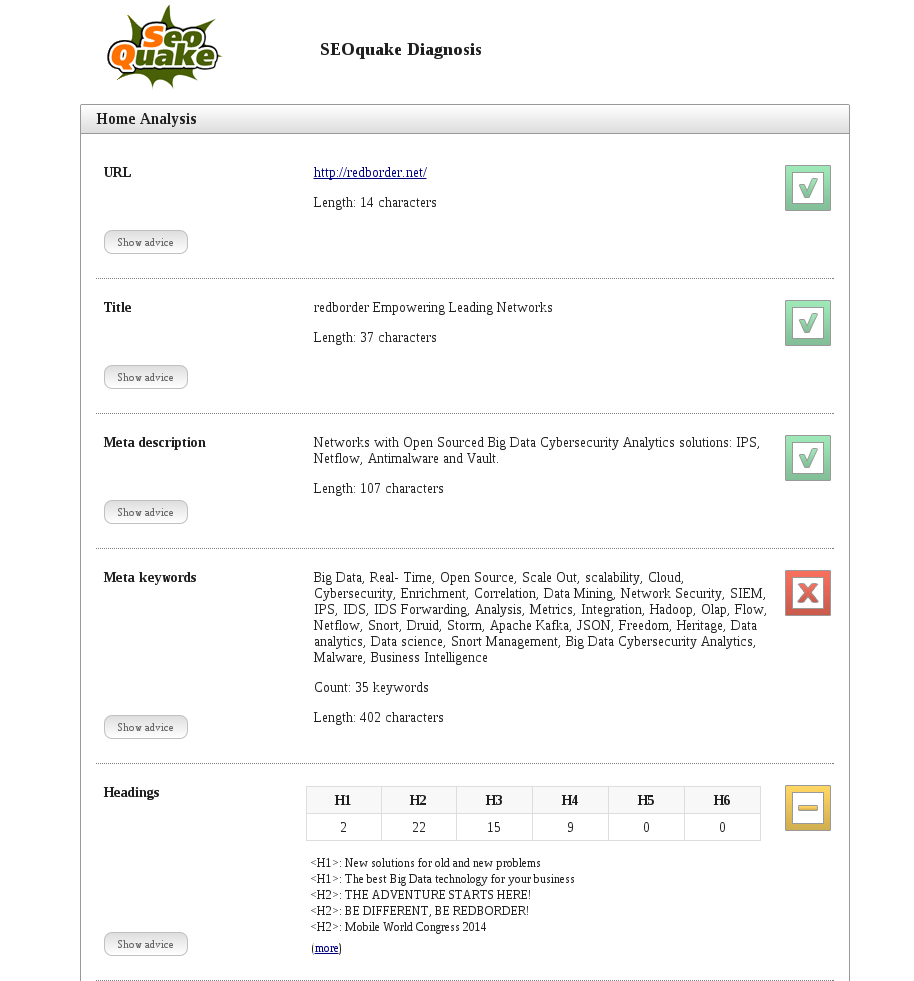 Seo
Quake
SEOquake Diagnosis
Home Analysis
URL
http://redborder.net/
Length: 14 characters
Show advice
Title
redborder Empowering Leading Networks
Length: 37 characters
Show advice
Meta description
Networks with Open Sourced Big Data Cybersecurity Analytics solutions: IPS,
Netflow, Antimalware and Vault.
Length: 107 characters
Show advice
Meta keywords
Big Data, Real- Time, Open Source, Scale Out, scalability, Cloud,
Cybersecurity, Enrichment, Correlation, Data Mining, Network Security, SIEM,
IPS, IDS, IDS Forwarding, Analysis, Metrics, Integration, Hadoop, Olap, Flow,
Netflow, Snort, Druid, Storm, Apache Kafka, JSON, Freedom, Heritage, Data
analytics, Data science, Snort Management, Big Data Cybersecurity Analytics,
Malware, Business Intelligence
Count: 35 keywords
Length: 402 characters
Show advice
Headings
H1 H2 H3 H4 H5 H6
2 22 15 9 0 0
<H1>: New solutions for old and new problems
<H1>: The best Big Data technology for your business
<H2>: THE ADVENTURE STARTS HERE!
<H2>: BE DIFFERENT, BE REDBORDER!
<H2>: Mobile World Congress 2014
(more)
Show advice